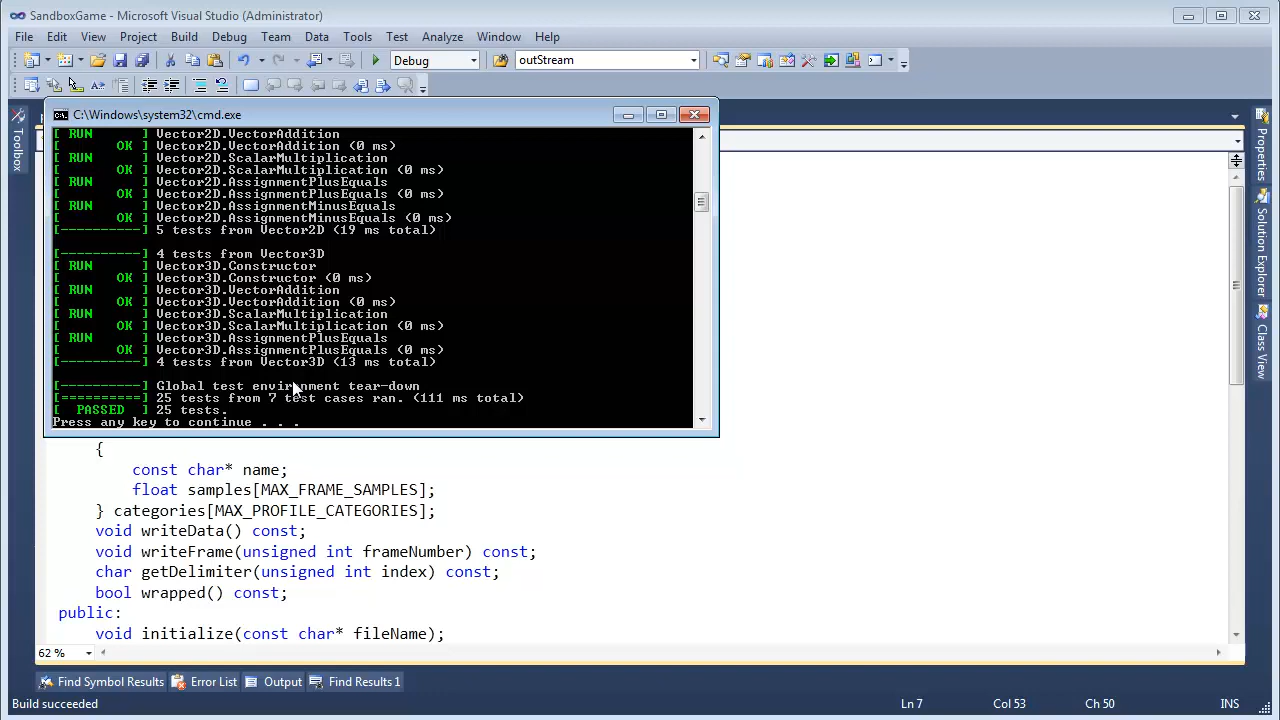 SandboxGame - Microsoft Visual Studio (Administrator)
File Edit View Project Build Debug Team Data Tools Test Analyze Window Help
Debug outStream
C:\Windows\system32\cmd.exe
[ RUN      ] Vector2D.VectorAddition
[       OK ] Vector2D.VectorAddition (0 ms)
[ RUN      ] Vector2D.ScalarMultiplication
[       OK ] Vector2D.ScalarMultiplication (0 ms)
[ RUN      ] Vector2D.AssignmentPlusEquals
[       OK ] Vector2D.AssignmentPlusEquals (0 ms)
[ RUN      ] Vector2D.AssignmentMinusEquals
[       OK ] Vector2D.AssignmentMinusEquals (0 ms)
[----------] 5 tests from Vector2D (19 ms total)
[----------] 4 tests from Vector3D
[ RUN      ] Vector3D.Constructor
[       OK ] Vector3D.Constructor (0 ms)
[ RUN      ] Vector3D.VectorAddition
[       OK ] Vector3D.VectorAddition (0 ms)
[ RUN      ] Vector3D.ScalarMultiplication
[       OK ] Vector3D.ScalarMultiplication (0 ms)
[ RUN      ] Vector3D.AssignmentPlusEquals
[       OK ] Vector3D.AssignmentPlusEquals (0 ms)
[----------] 4 tests from Vector3D (13 ms total)
[----------] Global test environment tear-down
[==========] 25 tests from 7 test cases ran. (111 ms total)
[  PASSED  ] 25 tests.
Press any key to continue . . .
{
const char* name;
float samples[MAX_FRAME_SAMPLES];
} categories[MAX_PROFILE_CATEGORIES];
void writeData() const;
void writeFrame(unsigned int frameNumber) const;
char getDelimiter(unsigned int index) const;
bool wrapped() const;
public:
void initialize(const char* fileName);
62 %
Toolbox
Properties
Solution Explorer
Class View
Find Symbol Results Error List Output Find Results 1
Build succeeded Ln 7 Col 53 Ch 50 INS